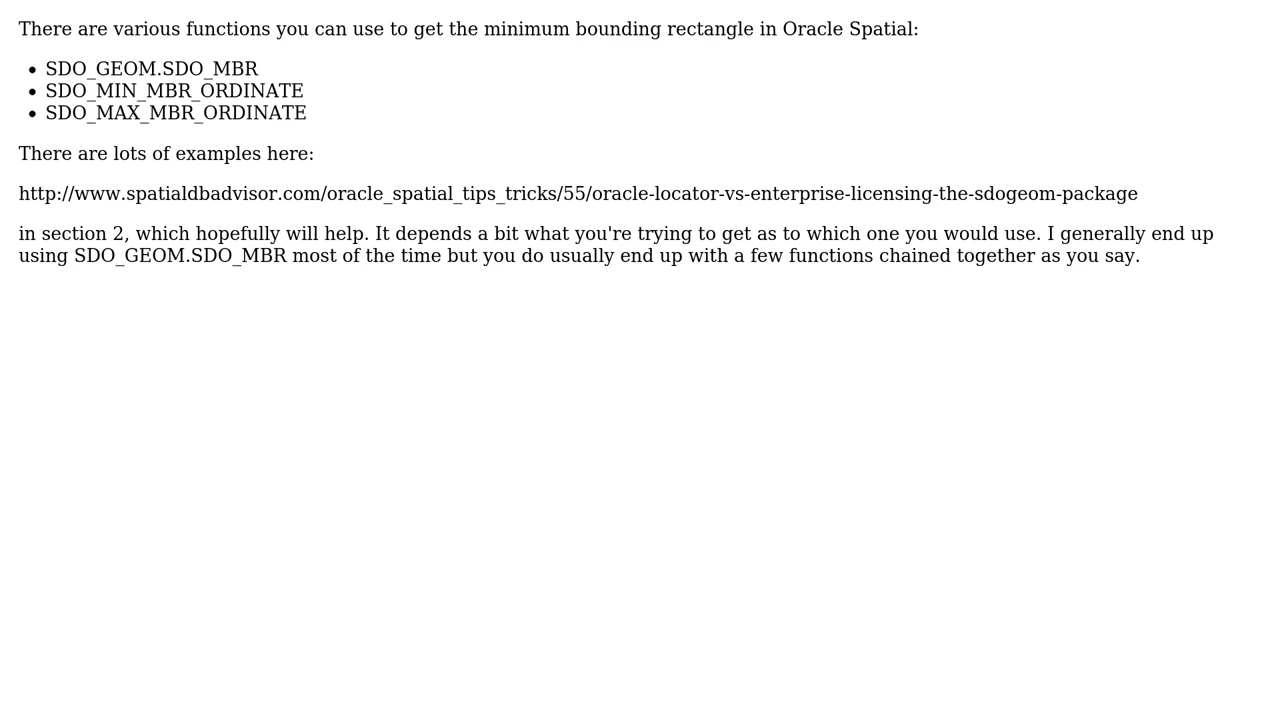 There are various functions you can use to get the minimum bounding rectangle in Oracle Spatial:
• SDO_GEOM.SDO_MBR
• SDO_MIN_MBR_ORDINATE
• SDO_MAX_MBR_ORDINATE
There are lots of examples here:
http://www.spatialdbadvisor.com/oracle_spatial_tips_tricks/55/oracle-locator-vs-enterprise-licensing-the-sdogeom-package
in section 2, which hopefully will help. It depends a bit what you're trying to get as to which one you would use. I generally end up
using SDO_GEOM.SDO_MBR most of the time but you do usually end up with a few functions chained together as you say.